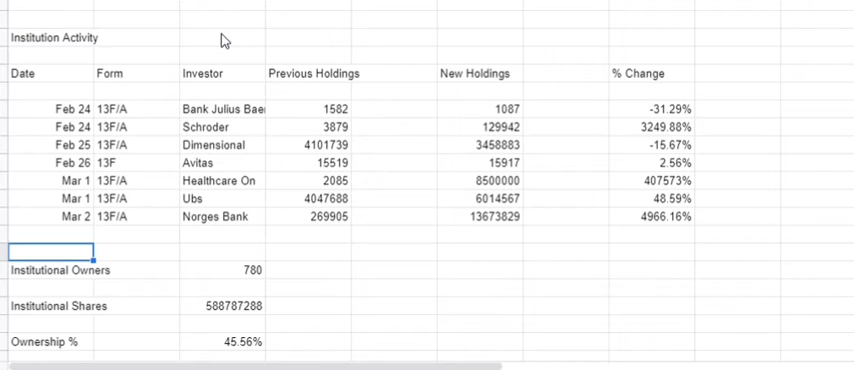 Institution Activity
Date Form Investor Previous Holdings New Holdings % Change
Feb 24 13F/A Bank Julius Baer 1582 1087 -31.29%
Feb 24 13F/A Schroder 3879 129942 3249.88%
Feb 25 13F/A Dimensional 4101739 3458883 -15.67%
Feb 26 13F Avitas 15519 15917 2.56%
Mar 1 13F/A Healthcare On 2085 8500000 407573%
Mar 1 13F/A Ubs 4047688 6014567 48.59%
Mar 2 13F/A Norges Bank 269905 13673829 4966.16%
Institutional Owners 780
Institutional Shares 588787288
Ownership % 45.56%